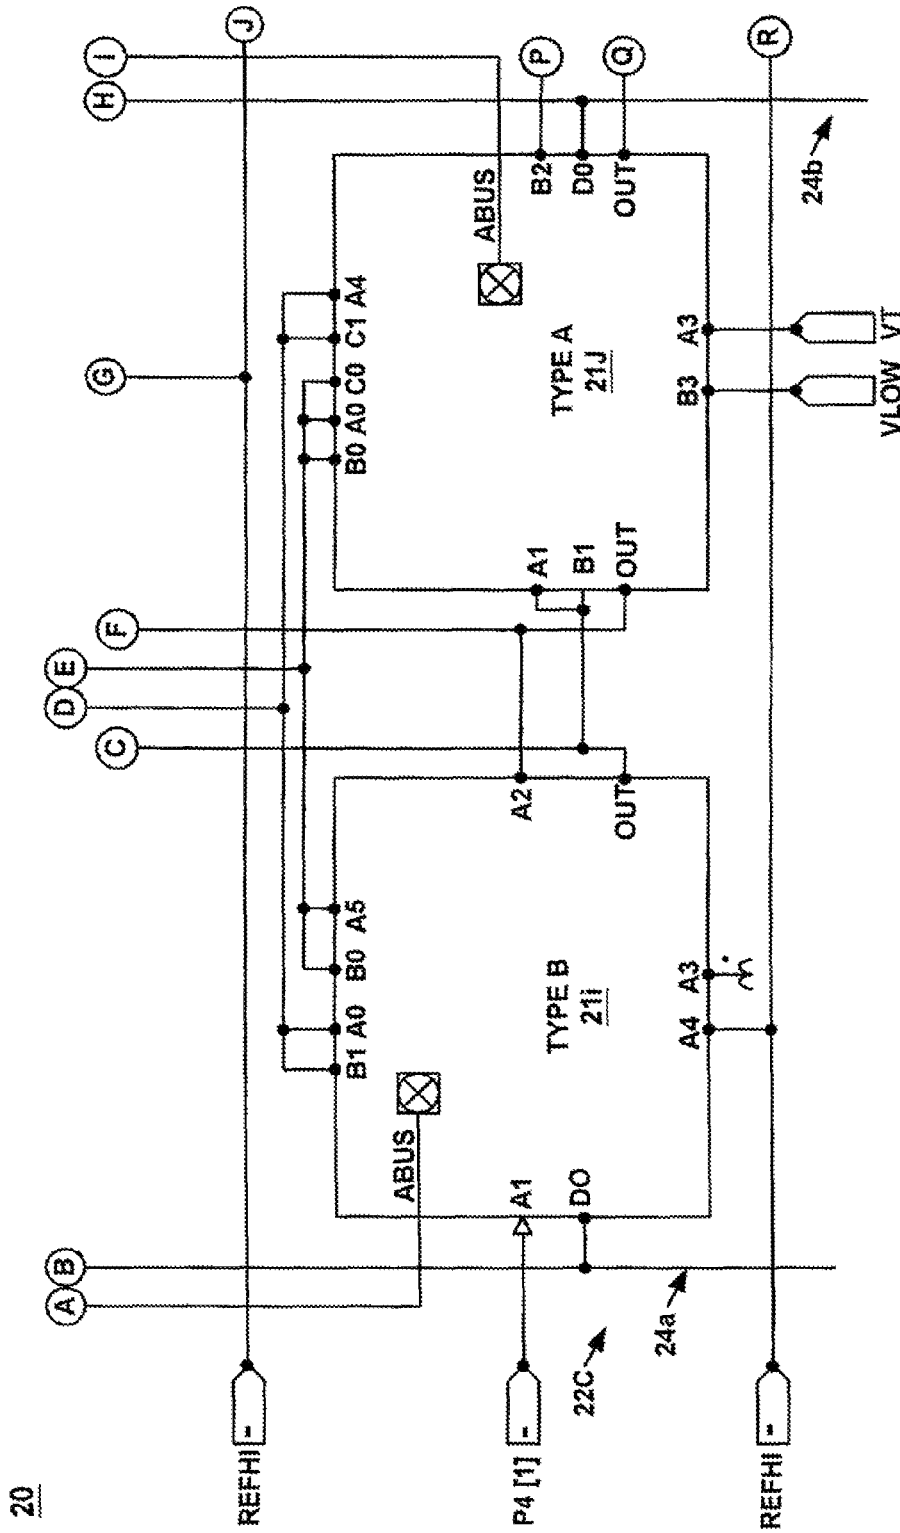 20
A
B
C
D
E
F
G
H
I
J
REFHI
-
B1 A0 B0 A5
B0 A0 C0 C1 A4
ABUS
ABUS
P4 [1]
-
A1
A2
A1
B2
TYPE B
21i
TYPE A
21J
P
DO
B1
D0
OUT
OUT
OUT
Q
22C
A4 A3
B3 A3
24a
24b
REFHI
-
R
VLOW
VT